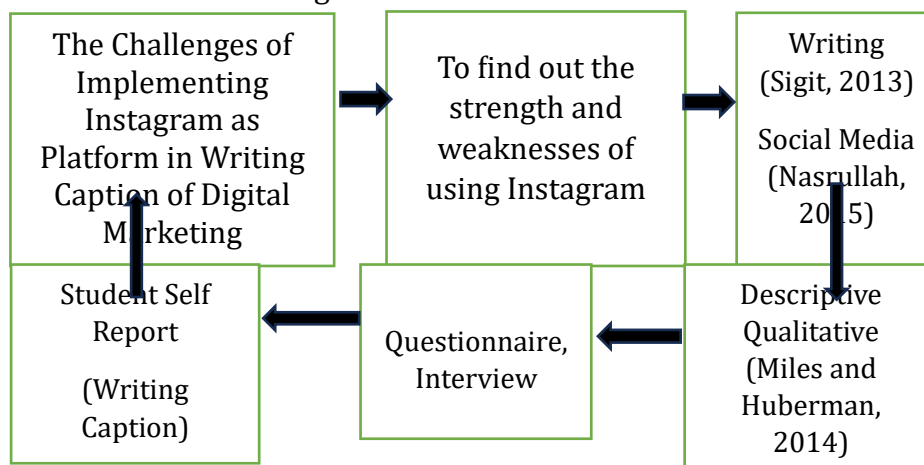 The Challenges of
Implementing
Instagram as
Platform in Writing
Caption of Digital
Marketing
To find out the
strength and
weaknesses of
using Instagram
Writing
(Sigit, 2013)
Social Media
(Nasrullah,
2015)
Descriptive
Qualitative
(Miles and
Huberman,
2014)
Questionnaire,
Interview
Student Self
Report
(Writing
Caption)